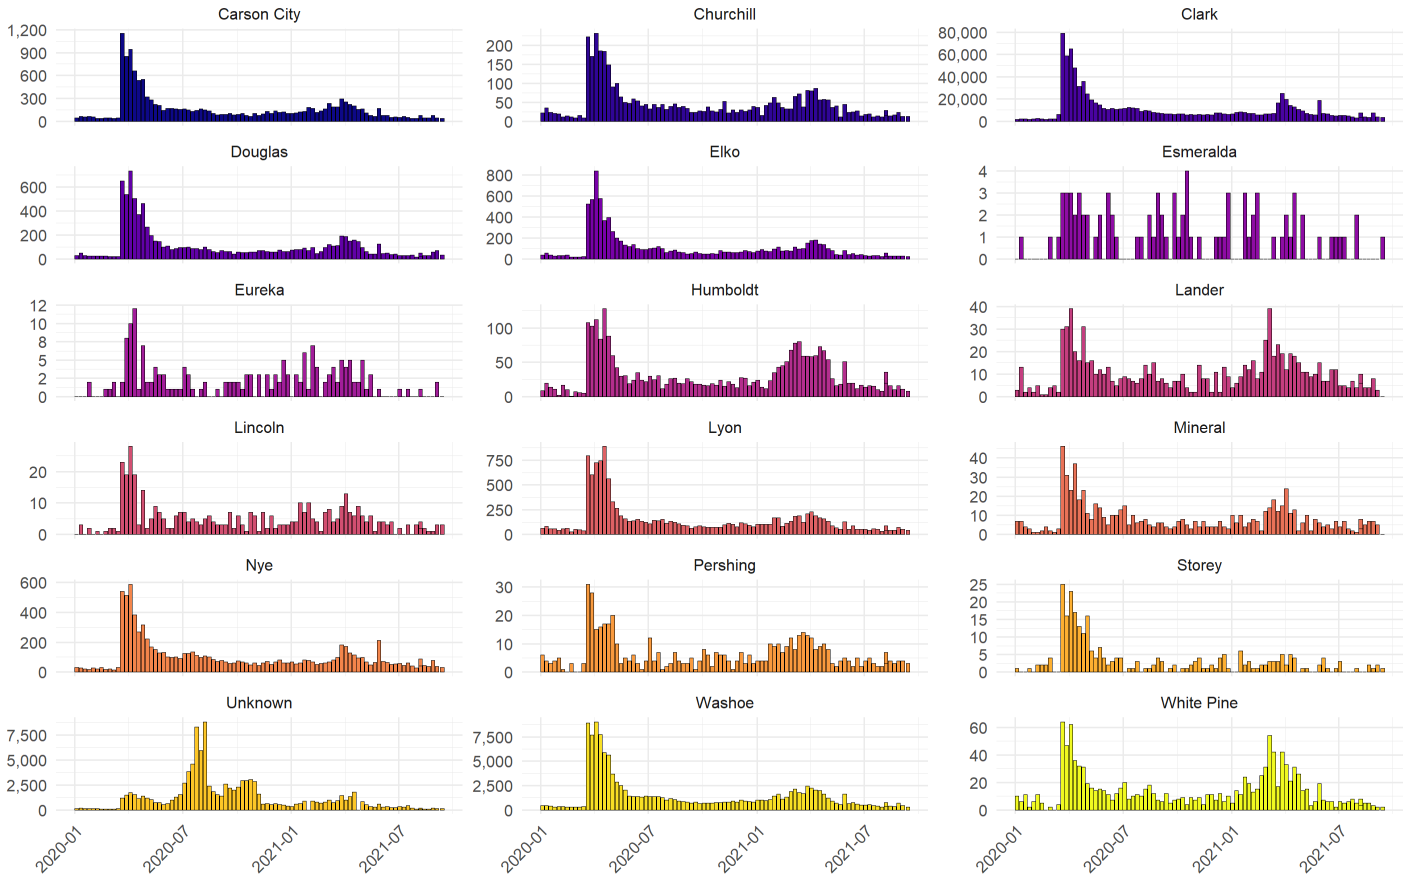 Carson City Churchill Clark
1,200 900 600 300 0
200 150 100 50 0
80,000 60,000 40,000 20,000 0
Douglas Elko Esmeralda
600 400 200 0
800 600 400 200 0
4 3 2 1 0
Eureka Humboldt Lander
12 10 8 5 2 0
100 50 0
40 30 20 10 0
Lincoln Lyon Mineral
20 10 0
750 500 250 0
40 30 20 10 0
Nye Pershing Storey
600 400 200 0
30 20 10 0
25 20 15 10 5 0
Unknown Washoe White Pine
7,500 5,000 2,500 0
7,500 5,000 2,500 0
60 40 20 0
2020-01 2020-07 2021-01 2021-07
2020-01 2020-07 2021-01 2021-07
2020-01 2020-07 2021-01 2021-07